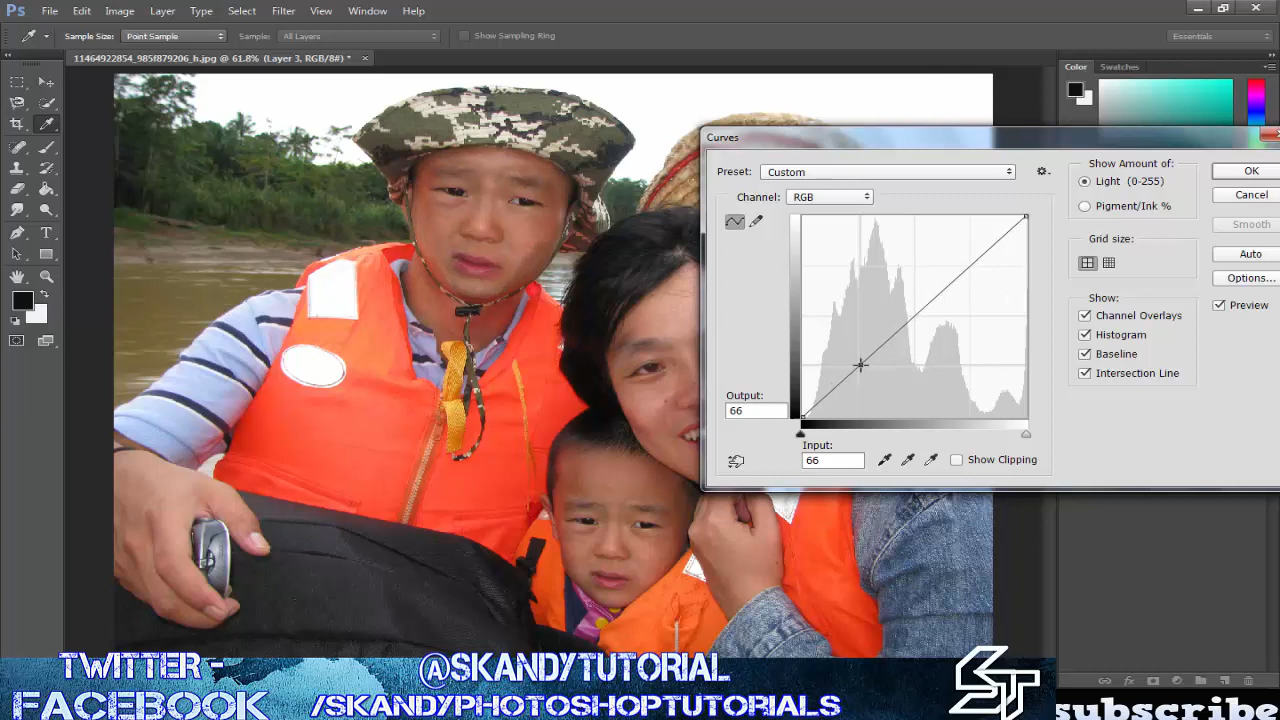 Ps File Edit Image Layer Type Select Filter View Window Help
Sample Size: Point Sample Sample: All Layers Show Sampling Ring Essentials
11464922854_985f879206_h.jpg @ 61.8% (Layer 3, RGB/8#) * ×
Color Swatches
Curves
Preset: Custom
Channel: RGB
Show Amount of:
Light (0-255)
Pigment/Ink %
Grid size:
Show:
Channel Overlays
Histogram
Baseline
Intersection Line
OK
Cancel
Smooth
Auto
Options...
Preview
Output:
66
Input:
66
Show Clipping
TWITTER - @SKANDYTUTORIAL
FACEBOOK /SKANDYPHOTOSHOPTUTORIALS
ST
subscribe